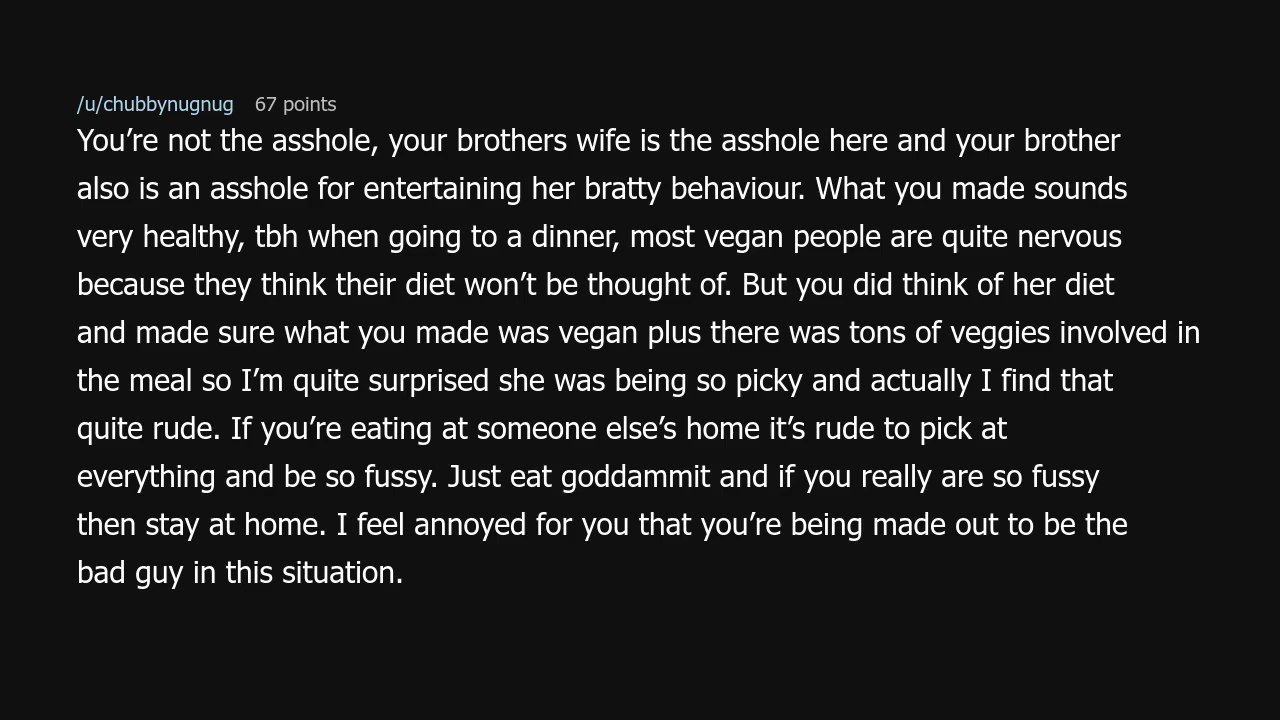 /u/chubbynugnug 67 points
You’re not the asshole, your brothers wife is the asshole here and your brother
also is an asshole for entertaining her bratty behaviour. What you made sounds
very healthy, tbh when going to a dinner, most vegan people are quite nervous
because they think their diet won’t be thought of. But you did think of her diet
and made sure what you made was vegan plus there was tons of veggies involved in
the meal so I’m quite surprised she was being so picky and actually I find that
quite rude. If you’re eating at someone else’s home it’s rude to pick at
everything and be so fussy. Just eat goddammit and if you really are so fussy
then stay at home. I feel annoyed for you that you’re being made out to be the
bad guy in this situation.